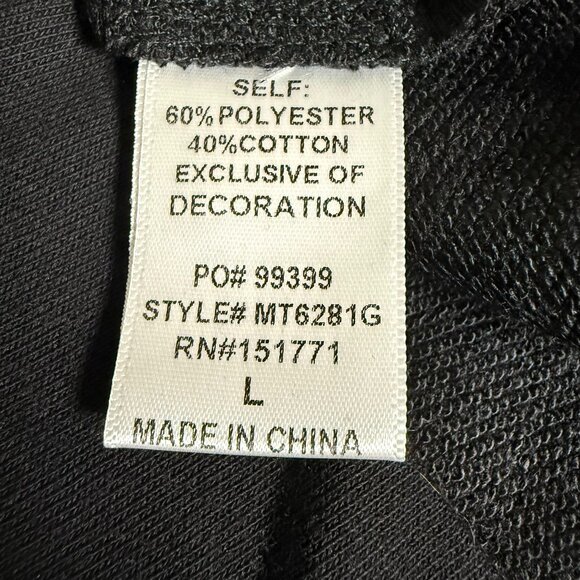 SELF:
60%POLYESTER
40%COTTON
EXCLUSIVE OF
DECORATION
PO# 99399
STYLE# MT6281G
RN#151771
L
MADE IN CHINA